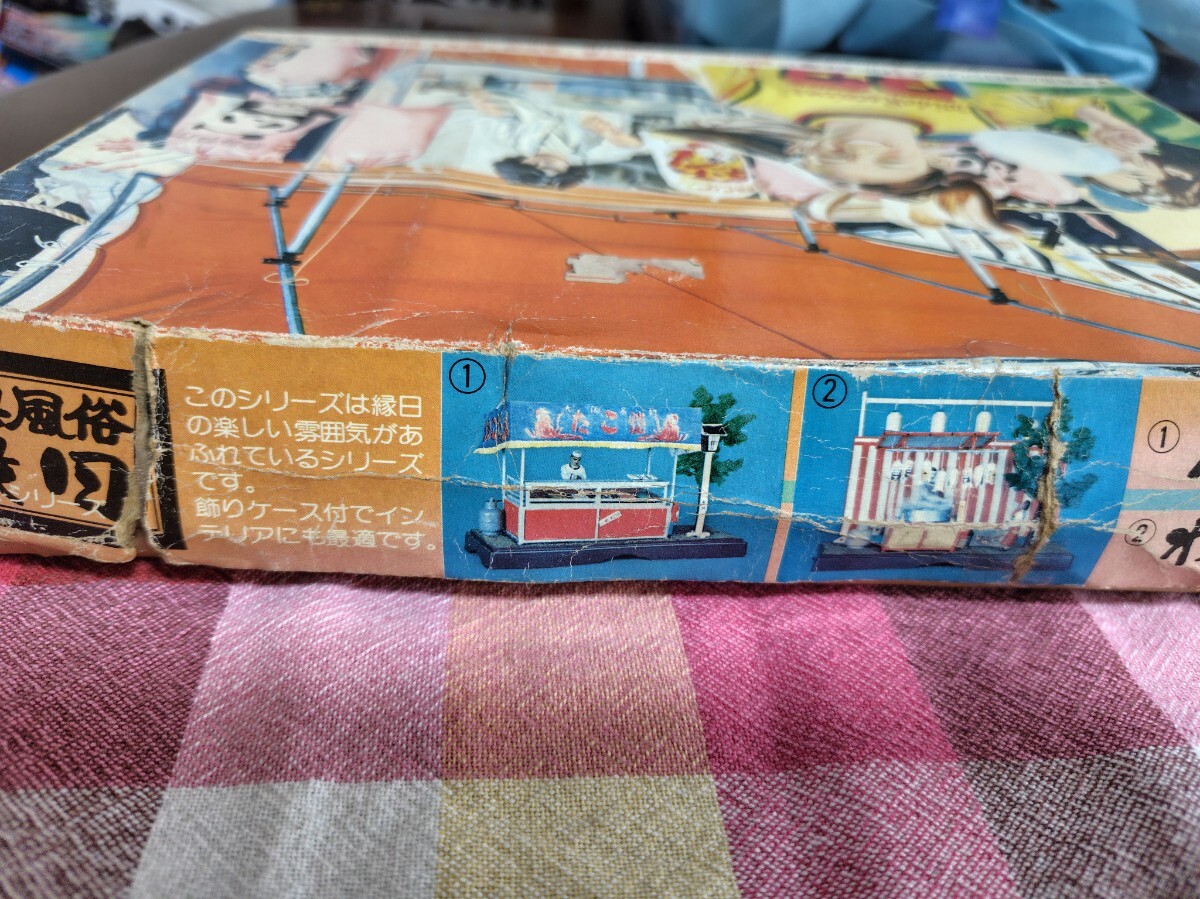 風俗
シリーズ
このシリーズは縁日
の楽しい雰囲気があ
ふれているシリーズ
です。
飾りケース付でイン
テリアにも最適です。
①
たこ焼
②
①
②